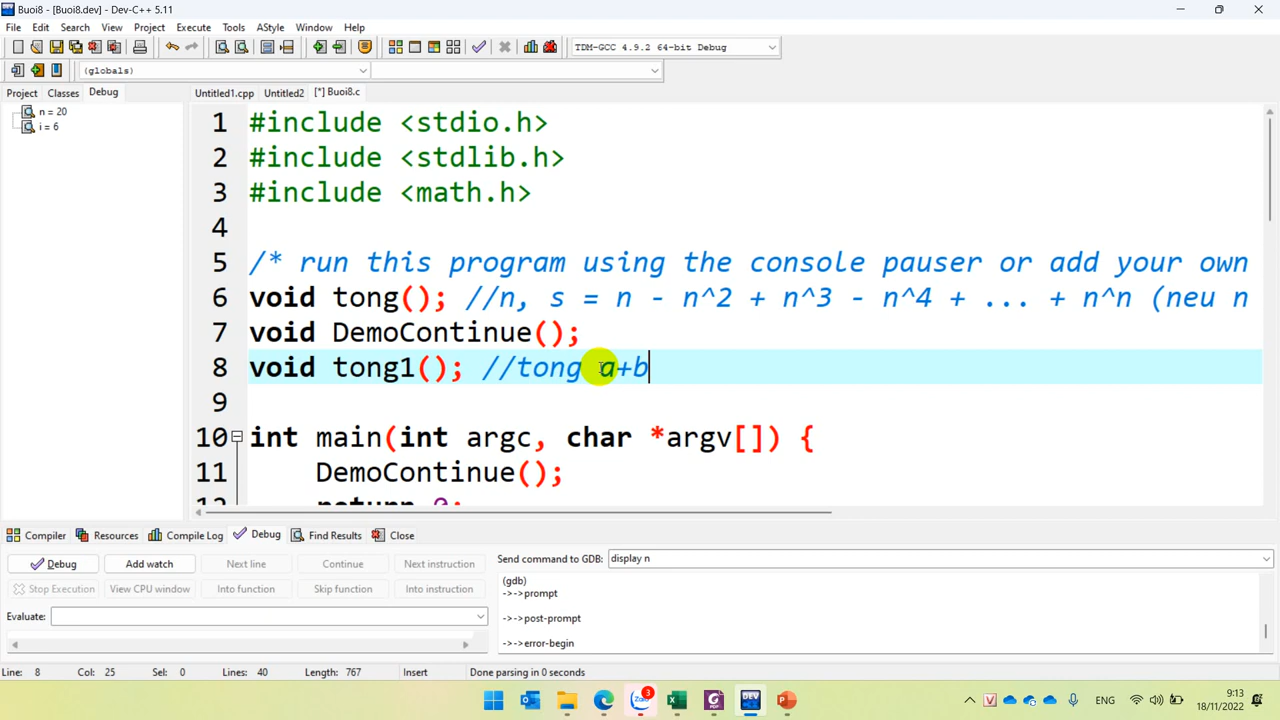 Buoi8 - [Buoi8.dev] - Dev-C++ 5.11
File Edit Search View Project Execute Tools AStyle Window Help
TDM-GCC 4.9.2 64-bit Debug
(globals)
Project Classes Debug
Untitled1.cpp Untitled2 [*] Buoi8.c
n = 20
i = 6
1 #include <stdio.h>
2 #include <stdlib.h>
3 #include <math.h>
4
5 /* run this program using the console pauser or add your own
6 void tong(); //n, s = n - n^2 + n^3 - n^4 + ... + n^n (neu n
7 void DemoContinue();
8 void tong1(); //tong a+b
9
10 int main(int argc, char *argv[]) {
11 DemoContinue();
12 return 0;
Compiler Resources Compile Log Debug Find Results Close
Debug Add watch Next line Continue Next instruction
Stop Execution View CPU window Into function Skip function Into instruction
Evaluate:
Send command to GDB: display n
(gdb)
->->prompt
->->post-prompt
->->error-begin
Line: 8 Col: 25 Sel: 0 Lines: 40 Length: 767 Insert Done parsing in 0 seconds
Zalo 3
DEV
ENG
9:13
18/11/2022